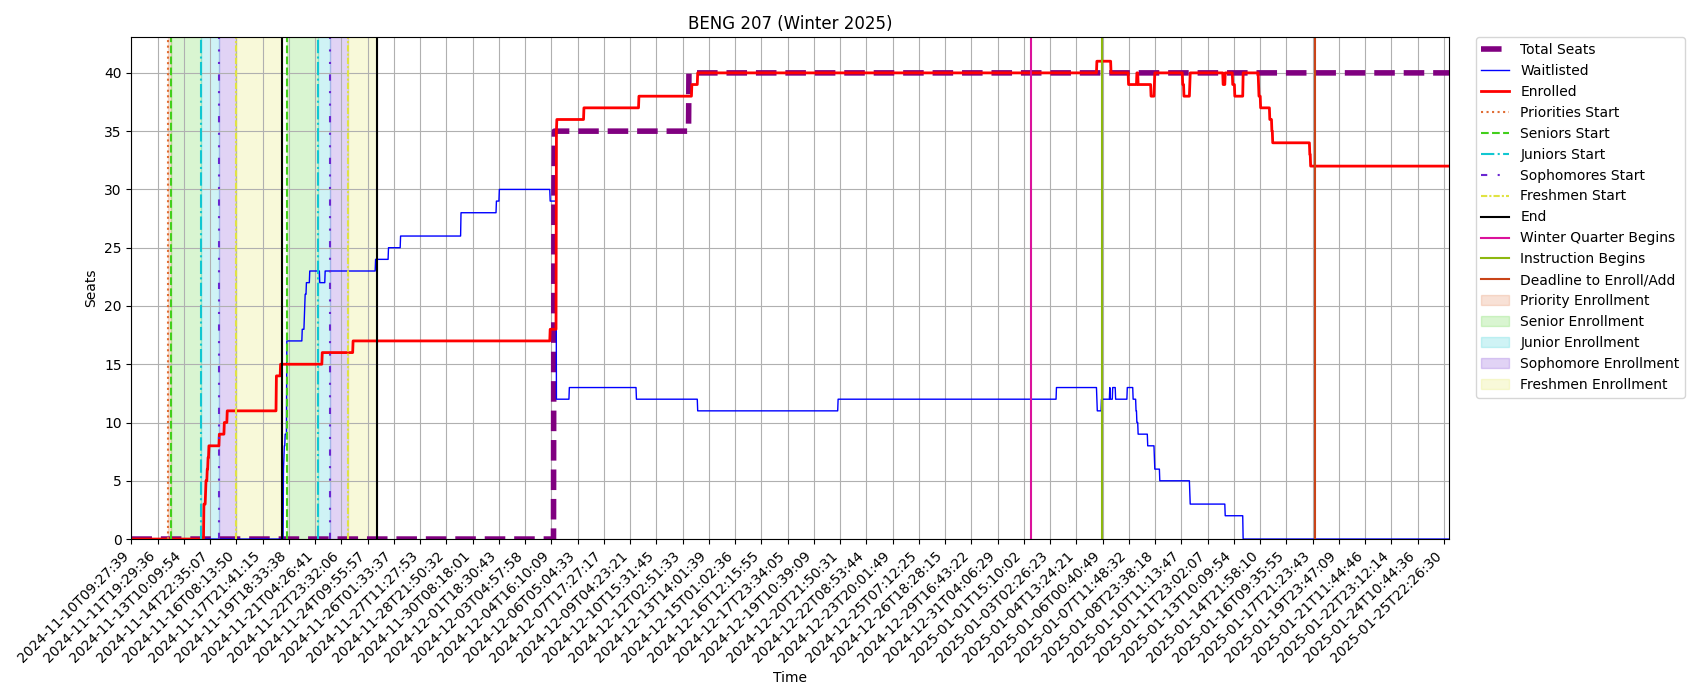 BENG 207 (Winter 2025)
Seats
40
35
30
25
20
15
10
5
0
2024-11-10T09:27:39
2024-11-11T19:29:36
2024-11-13T10:09:54
2024-11-14T22:35:07
2024-11-16T08:13:50
2024-11-17T21:41:15
2024-11-19T18:33:38
2024-11-21T04:26:41
2024-11-22T23:32:06
2024-11-24T09:55:57
2024-11-26T01:33:37
2024-11-27T11:27:53
2024-11-28T21:50:32
2024-11-30T08:18:01
2024-12-01T18:30:43
2024-12-03T04:57:58
2024-12-04T16:10:09
2024-12-06T05:04:33
2024-12-07T17:27:17
2024-12-09T04:23:21
2024-12-10T15:31:45
2024-12-12T02:51:33
2024-12-13T14:01:39
2024-12-15T01:02:36
2024-12-16T12:15:55
2024-12-17T23:34:05
2024-12-19T10:39:09
2024-12-20T21:50:31
2024-12-22T08:53:44
2024-12-23T20:01:49
2024-12-25T07:12:25
2024-12-26T18:28:15
2024-12-29T16:43:22
2024-12-31T04:06:29
2025-01-01T15:10:02
2025-01-03T02:26:23
2025-01-04T13:24:21
2025-01-06T00:40:49
2025-01-07T11:48:32
2025-01-08T23:38:18
2025-01-10T11:13:47
2025-01-11T23:02:07
2025-01-13T10:09:54
2025-01-14T21:58:10
2025-01-16T09:35:55
2025-01-17T21:23:43
2025-01-19T23:47:09
2025-01-21T11:44:46
2025-01-22T23:12:14
2025-01-24T10:44:36
2025-01-25T22:26:30
Time
Total Seats
Waitlisted
Enrolled
Priorities Start
Seniors Start
Juniors Start
Sophomores Start
Freshmen Start
End
Winter Quarter Begins
Instruction Begins
Deadline to Enroll/Add
Priority Enrollment
Senior Enrollment
Junior Enrollment
Sophomore Enrollment
Freshmen Enrollment